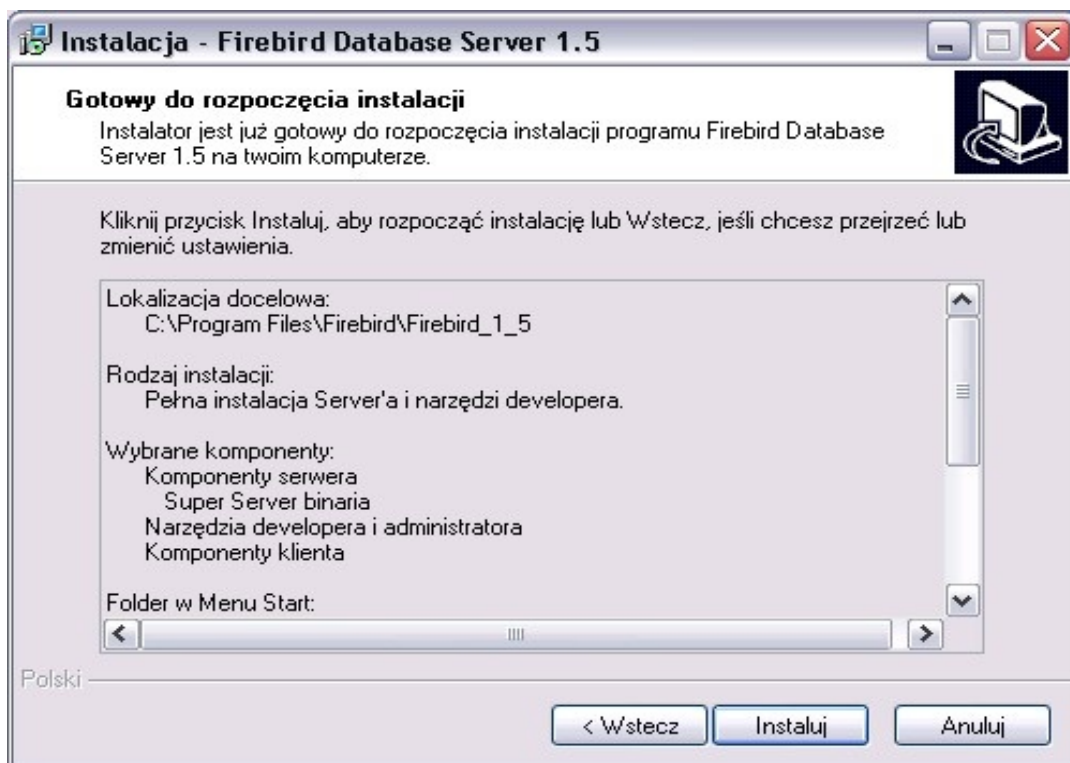 Instalacja - Firebird Database Server 1.5
Gotowy do rozpoczęcia instalacji
Instalator jest już gotowy do rozpoczęcia instalacji programu Firebird Database
Server 1.5 na twoim komputerze.
Kliknij przycisk Instaluj, aby rozpocząć instalację lub Wstecz, jeśli chcesz przejrzeć lub
zmienić ustawienia.
Lokalizacja docelowa:
C:\Program Files\Firebird\Firebird_1_5
Rodzaj instalacji:
Pełna instalacja Server'a i narzędzi developera.
Wybrane komponenty:
Komponenty serwera
Super Server binaria
Narzędzia developera i administratora
Komponenty klienta
Folder w Menu Start:
Polski
< Wstecz
Instaluj
Anuluj